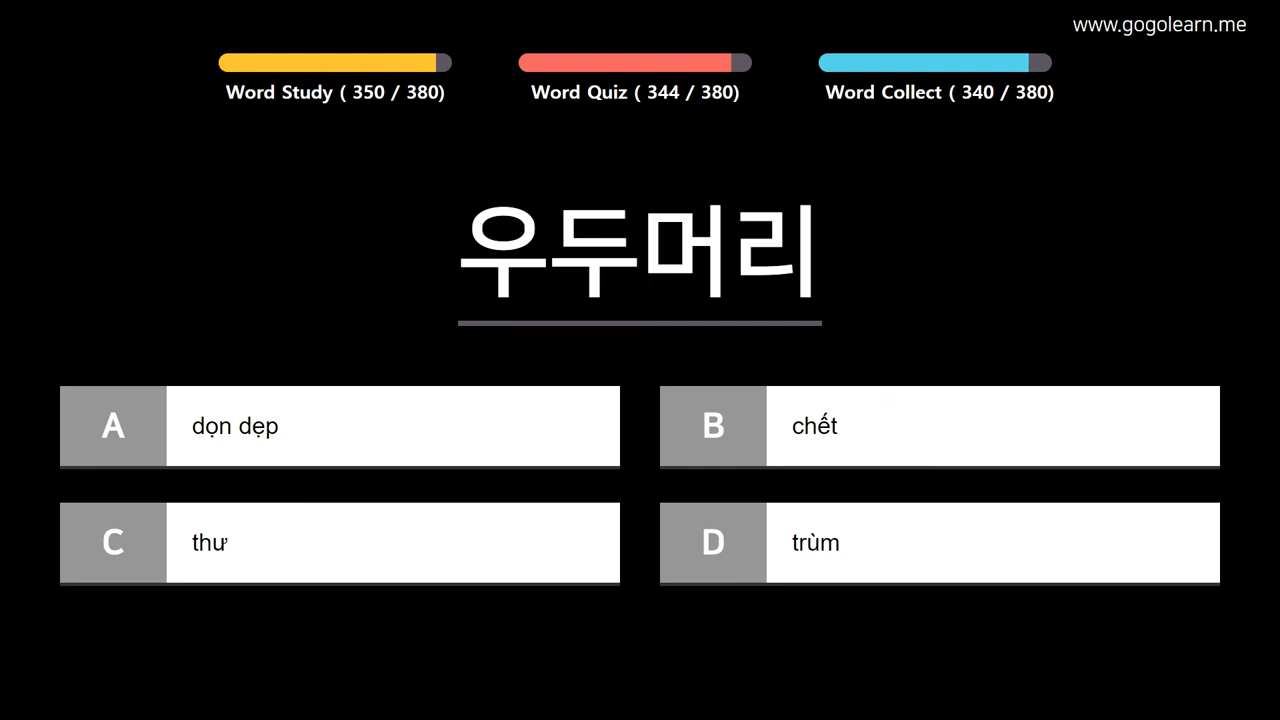 www.gogolearn.me
Word Study ( 350 / 380)
Word Quiz ( 344 / 380)
Word Collect ( 340 / 380)
우두머리
A dọn dẹp
B chết
C thư
D trùm